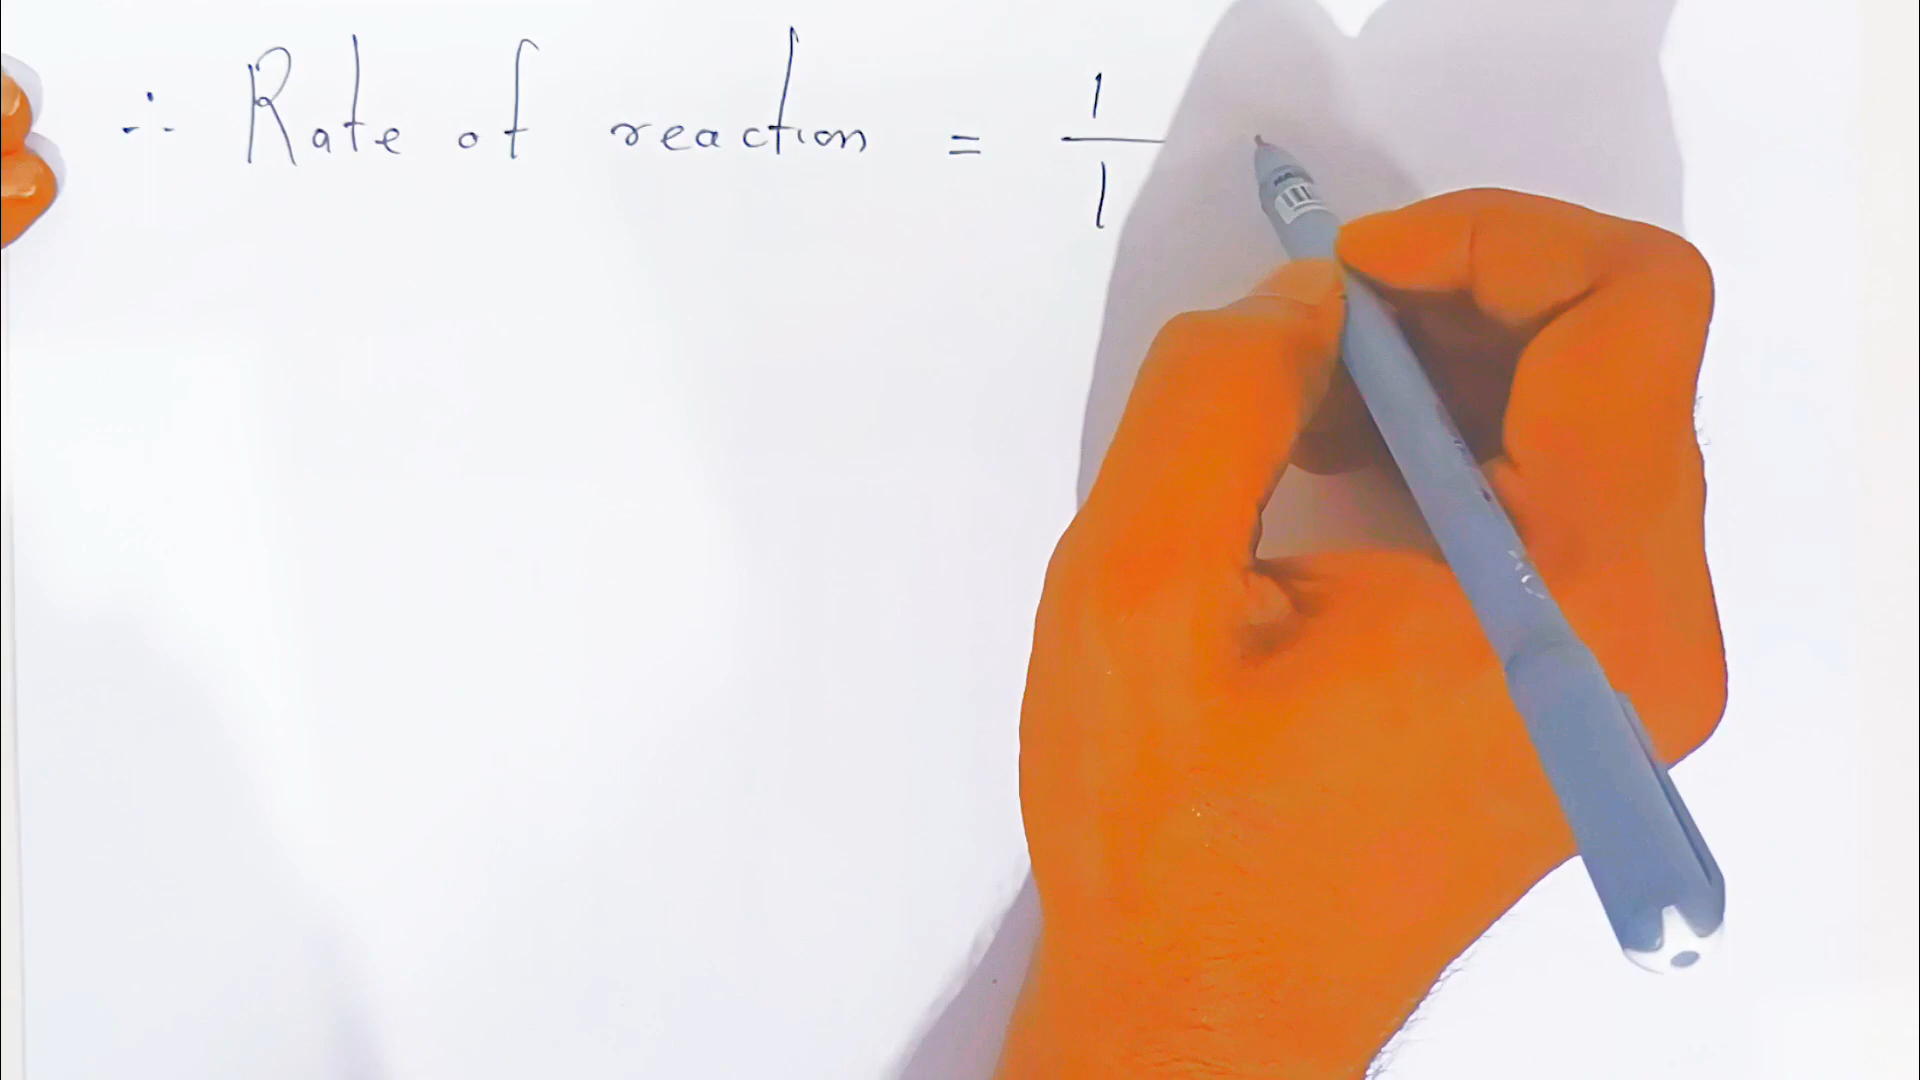 ∴ Rate of reaction = 1/1